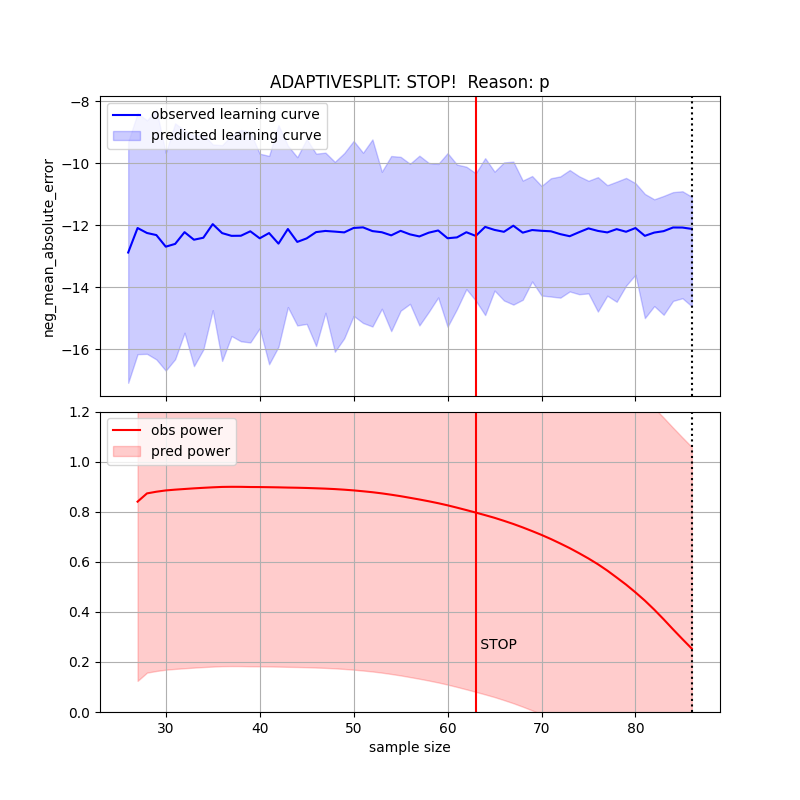 ADAPTIVESPLIT: STOP!  Reason: p
observed learning curve
predicted learning curve
neg_mean_absolute_error
−8
−10
−12
−14
−16
obs power
pred power
1.2
1.0
0.8
0.6
0.4
0.2
0.0
STOP
30 40 50 60 70 80
sample size